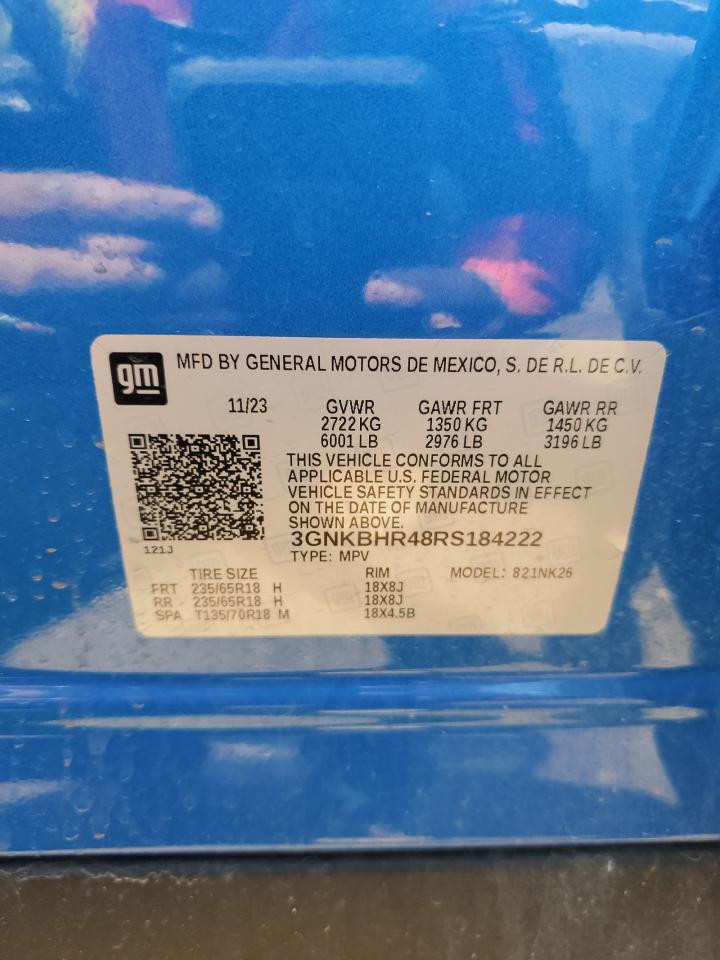 gm
MFD BY GENERAL MOTORS DE MEXICO, S. DE R.L. DE C.V.
11/23 GVWR GAWR FRT GAWR RR
2722 KG 1350 KG 1450 KG
6001 LB 2976 LB 3196 LB
THIS VEHICLE CONFORMS TO ALL
APPLICABLE U.S. FEDERAL MOTOR
VEHICLE SAFETY STANDARDS IN EFFECT
ON THE DATE OF MANUFACTURE
SHOWN ABOVE.
3GNKBHR48RS184222
121J
TYPE: MPV
TIRE SIZE RIM MODEL: 821NK26
FRT 235/65R18 H 18X8J
RR 235/65R18 H 18X8J
SPA T135/70R18 M 18X4.5B